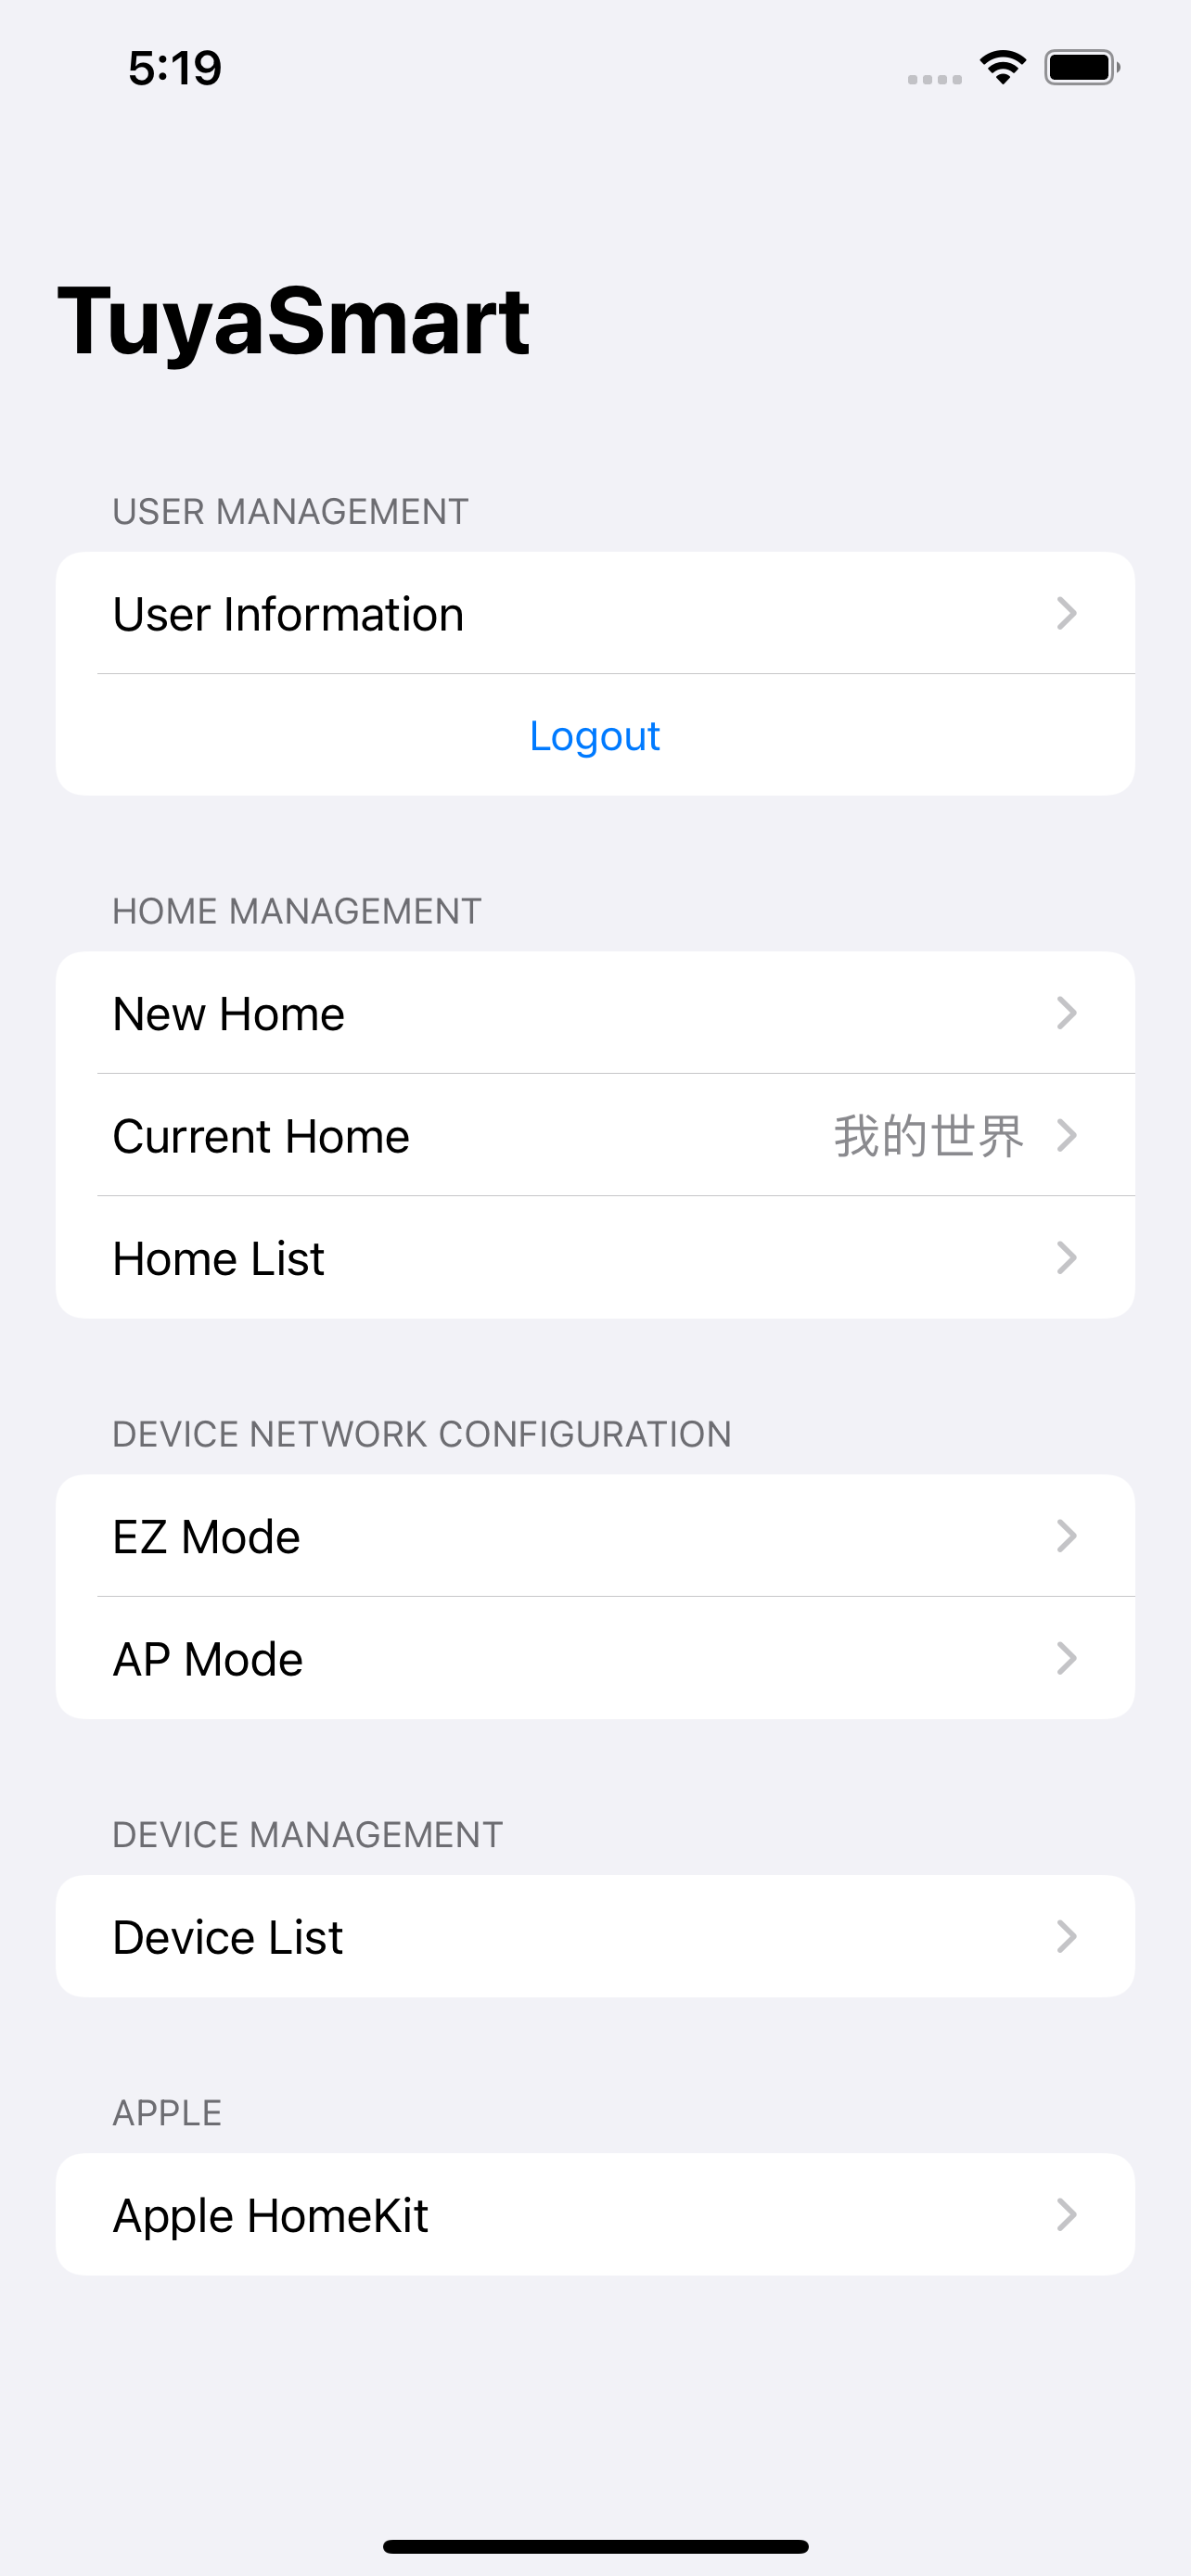 5:19
TuyaSmart
USER MANAGEMENT
User Information
Logout
HOME MANAGEMENT
New Home
Current Home 我的世界
Home List
DEVICE NETWORK CONFIGURATION
EZ Mode
AP Mode
DEVICE MANAGEMENT
Device List
APPLE
Apple HomeKit